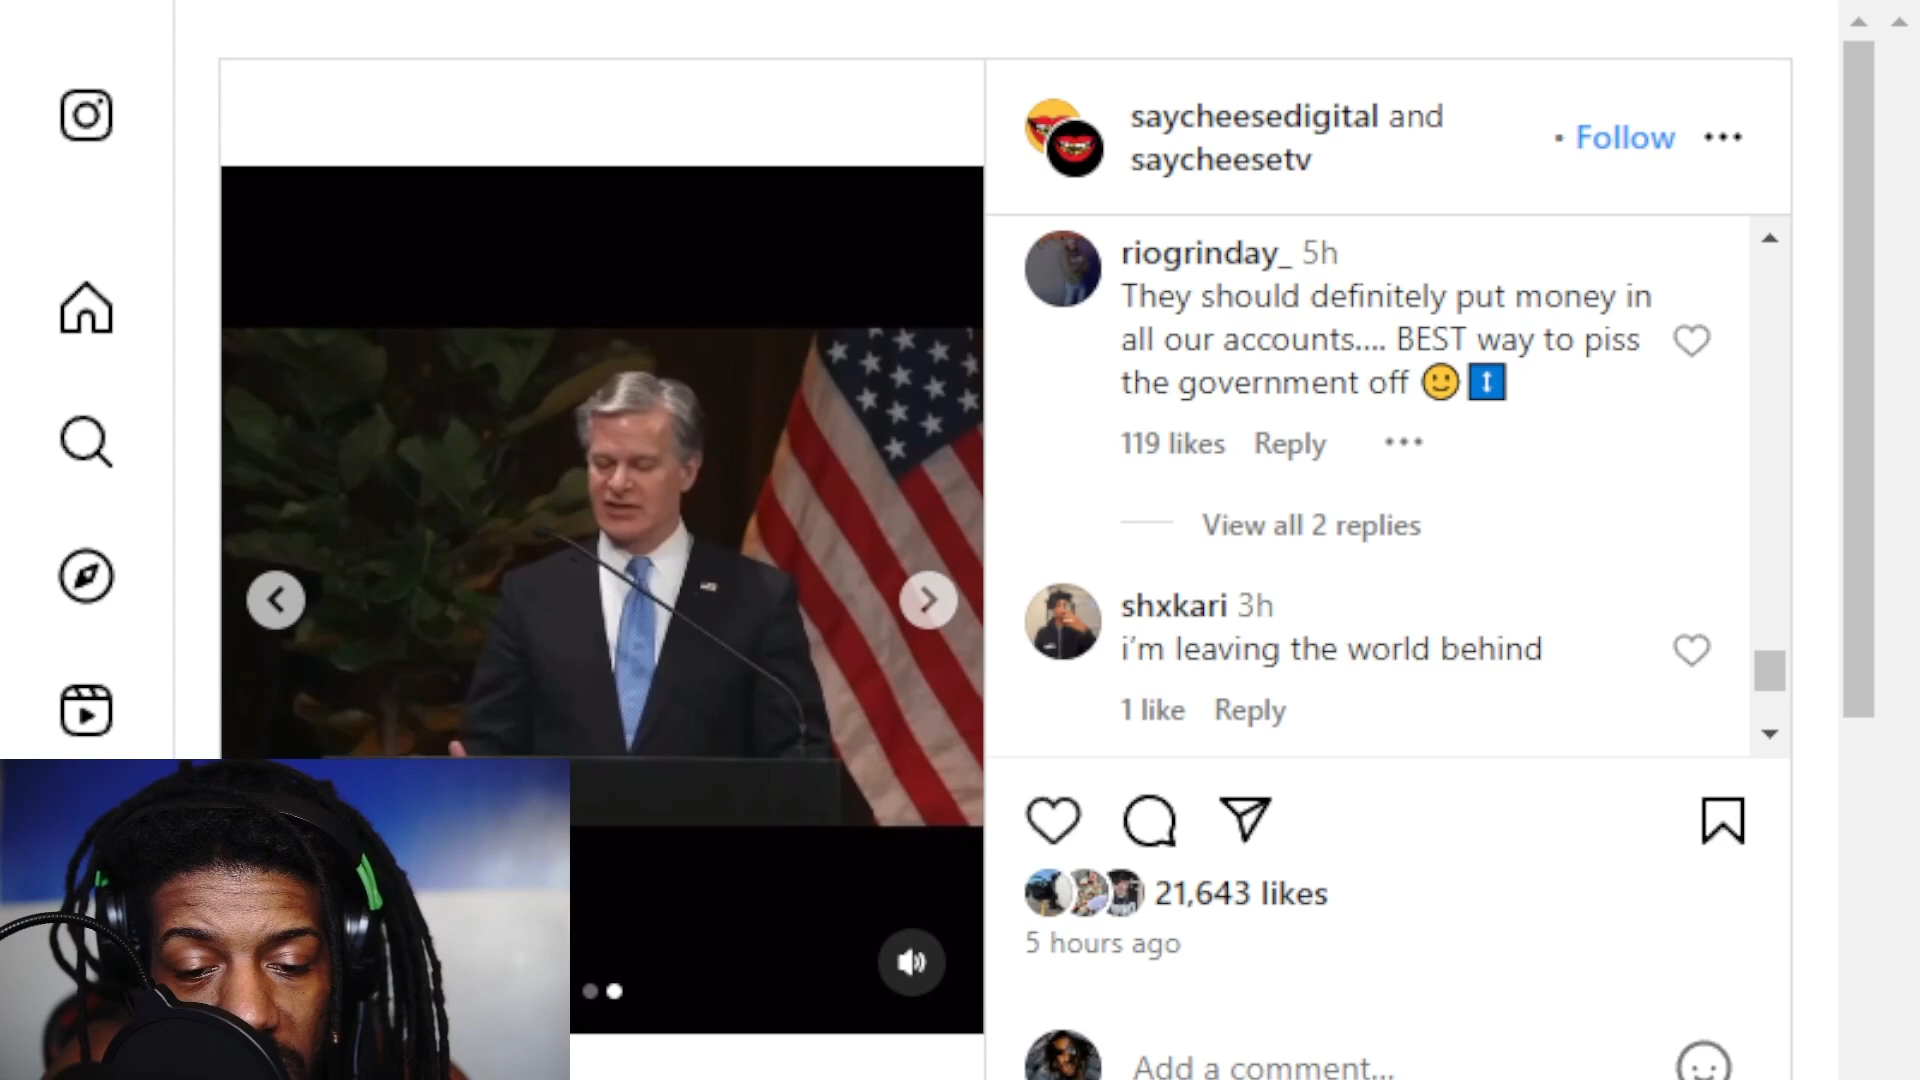 saycheesedigital and
saycheesetv
• Follow
riogrinday_ 5h
They should definitely put money in
all our accounts.... BEST way to piss
the government off 🙂↕
119 likes Reply
View all 2 replies
shxkari 3h
i'm leaving the world behind
1 like Reply
21,643 likes
5 hours ago
Add a comment...